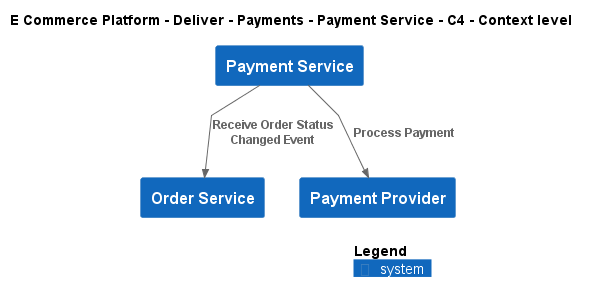 E Commerce Platform - Deliver - Payments - Payment Service - C4 - Context level
Payment Service
Receive Order Status
Changed Event
Process Payment
Order Service
Payment Provider
Legend
system